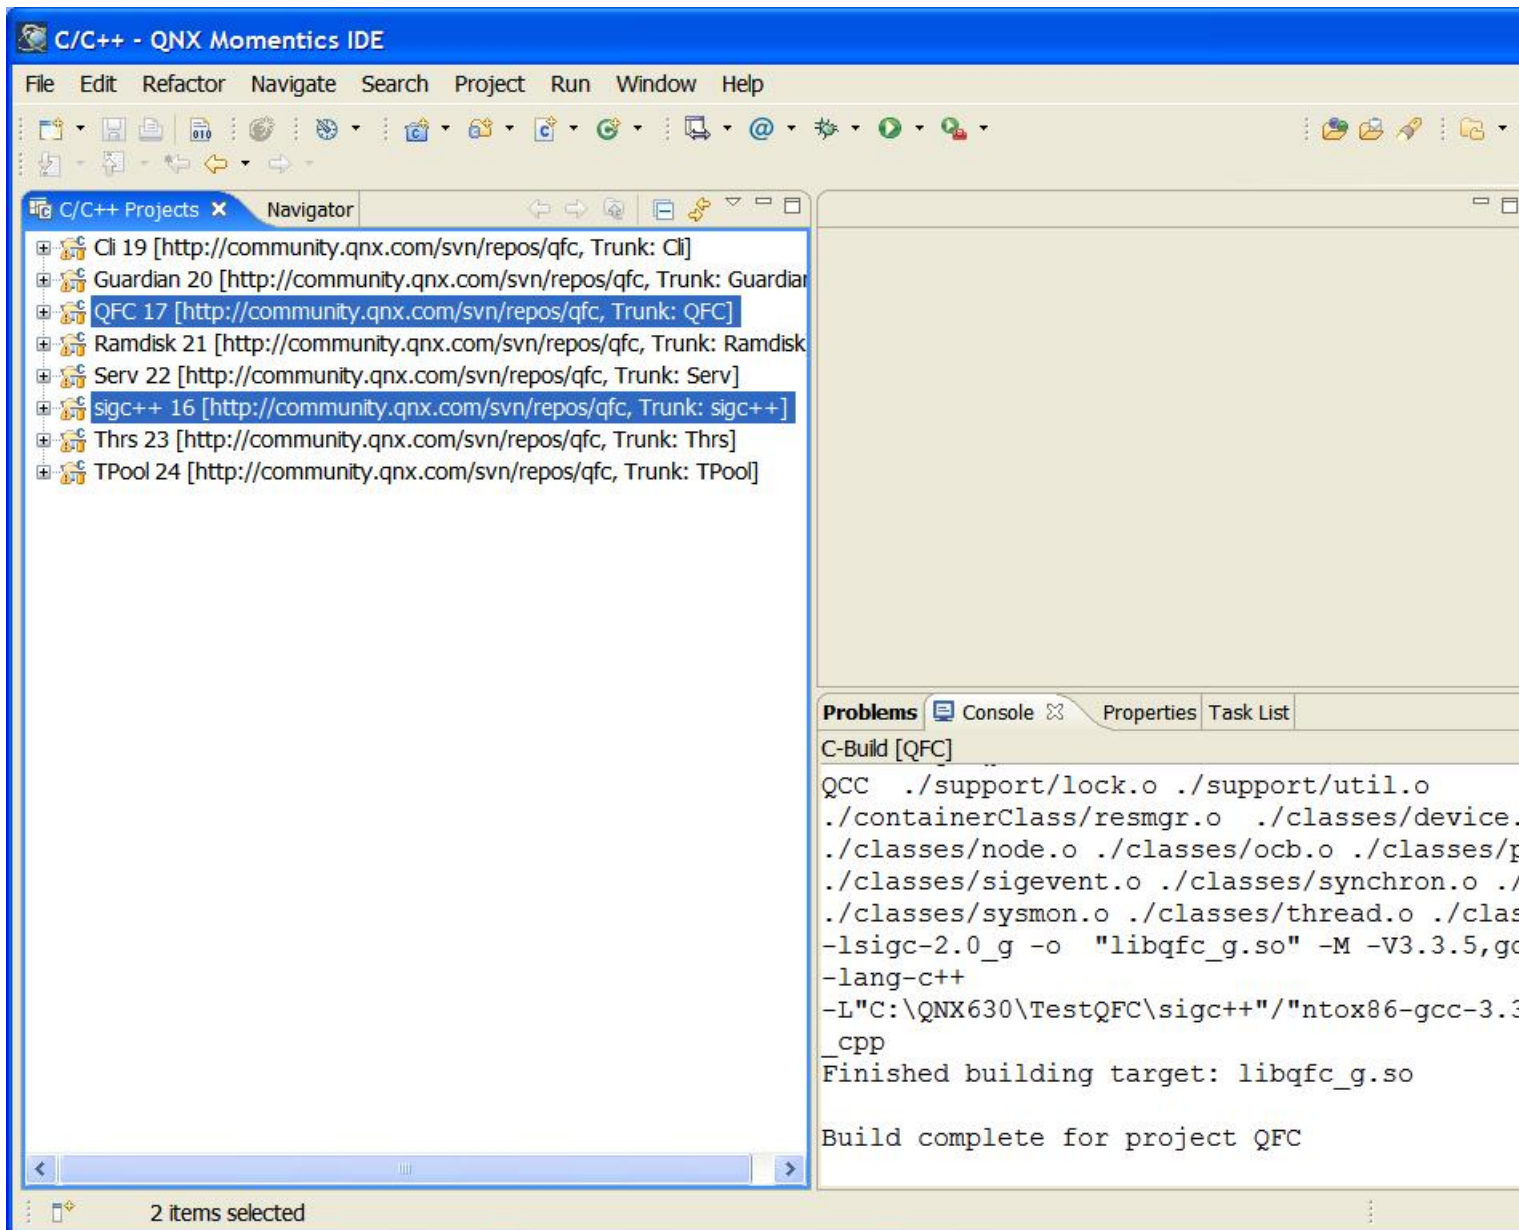 C/C++ - QNX Momentics IDE
File Edit Refactor Navigate Search Project Run Window Help
C/C++ Projects Navigator
Cli 19 [http://community.qnx.com/svn/repos/qfc, Trunk: Cli]
Guardian 20 [http://community.qnx.com/svn/repos/qfc, Trunk: Guardian
QFC 17 [http://community.qnx.com/svn/repos/qfc, Trunk: QFC]
Ramdisk 21 [http://community.qnx.com/svn/repos/qfc, Trunk: Ramdisk
Serv 22 [http://community.qnx.com/svn/repos/qfc, Trunk: Serv]
sigc++ 16 [http://community.qnx.com/svn/repos/qfc, Trunk: sigc++]
Thrs 23 [http://community.qnx.com/svn/repos/qfc, Trunk: Thrs]
TPool 24 [http://community.qnx.com/svn/repos/qfc, Trunk: TPool]
Problems Console Properties Task List
C-Build [QFC]
QCC ./support/lock.o ./support/util.o
./containerClass/resmgr.o ./classes/device.
./classes/node.o ./classes/ocb.o ./classes/p
./classes/sigevent.o ./classes/synchron.o ./
./classes/sysmon.o ./classes/thread.o ./clas
-lsigc-2.0_g -o "libqfc_g.so" -M -V3.3.5,gc
-lang-c++
-L"C:\QNX630\TestQFC\sigc++"/"ntox86-gcc-3.3
_cpp
Finished building target: libqfc_g.so
Build complete for project QFC
2 items selected